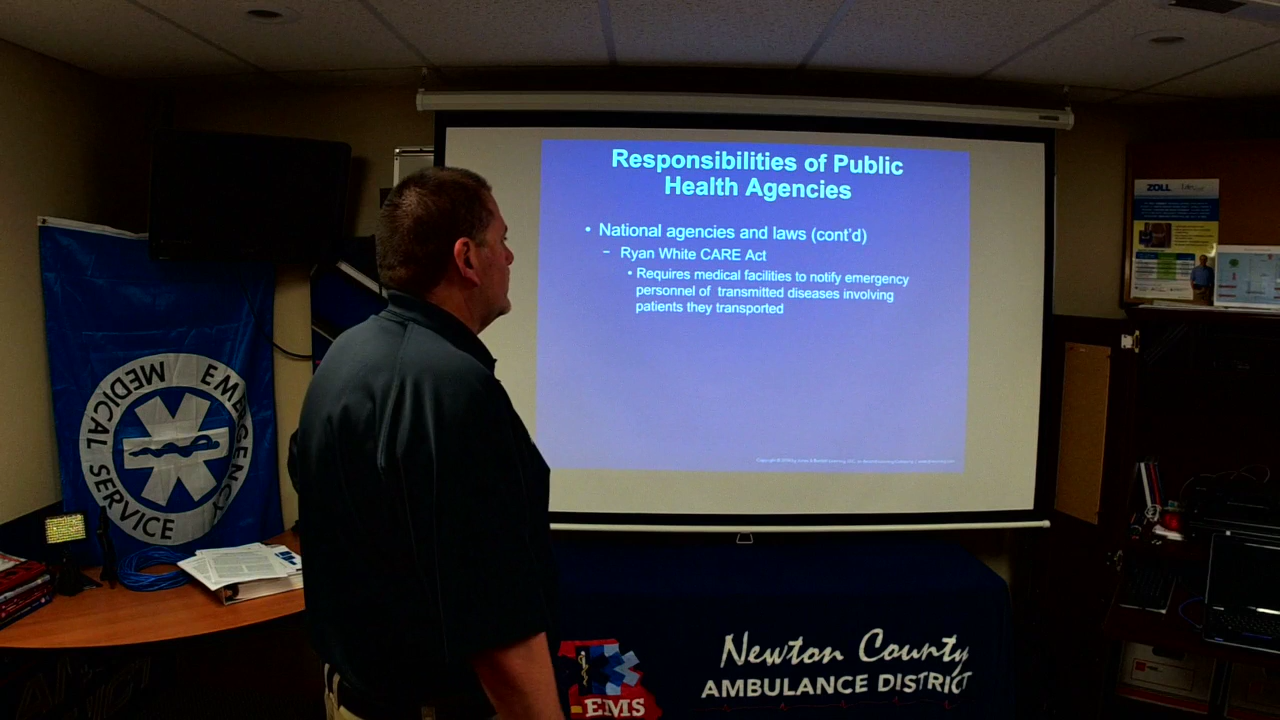 Responsibilities of Public
Health Agencies
• National agencies and laws (cont'd)
– Ryan White CARE Act
• Requires medical facilities to notify emergency
personnel of transmitted diseases involving
patients they transported
EMERGENCY
MEDICAL SERVICE
ZOLL
Newton County
AMBULANCE DISTRICT
EMS